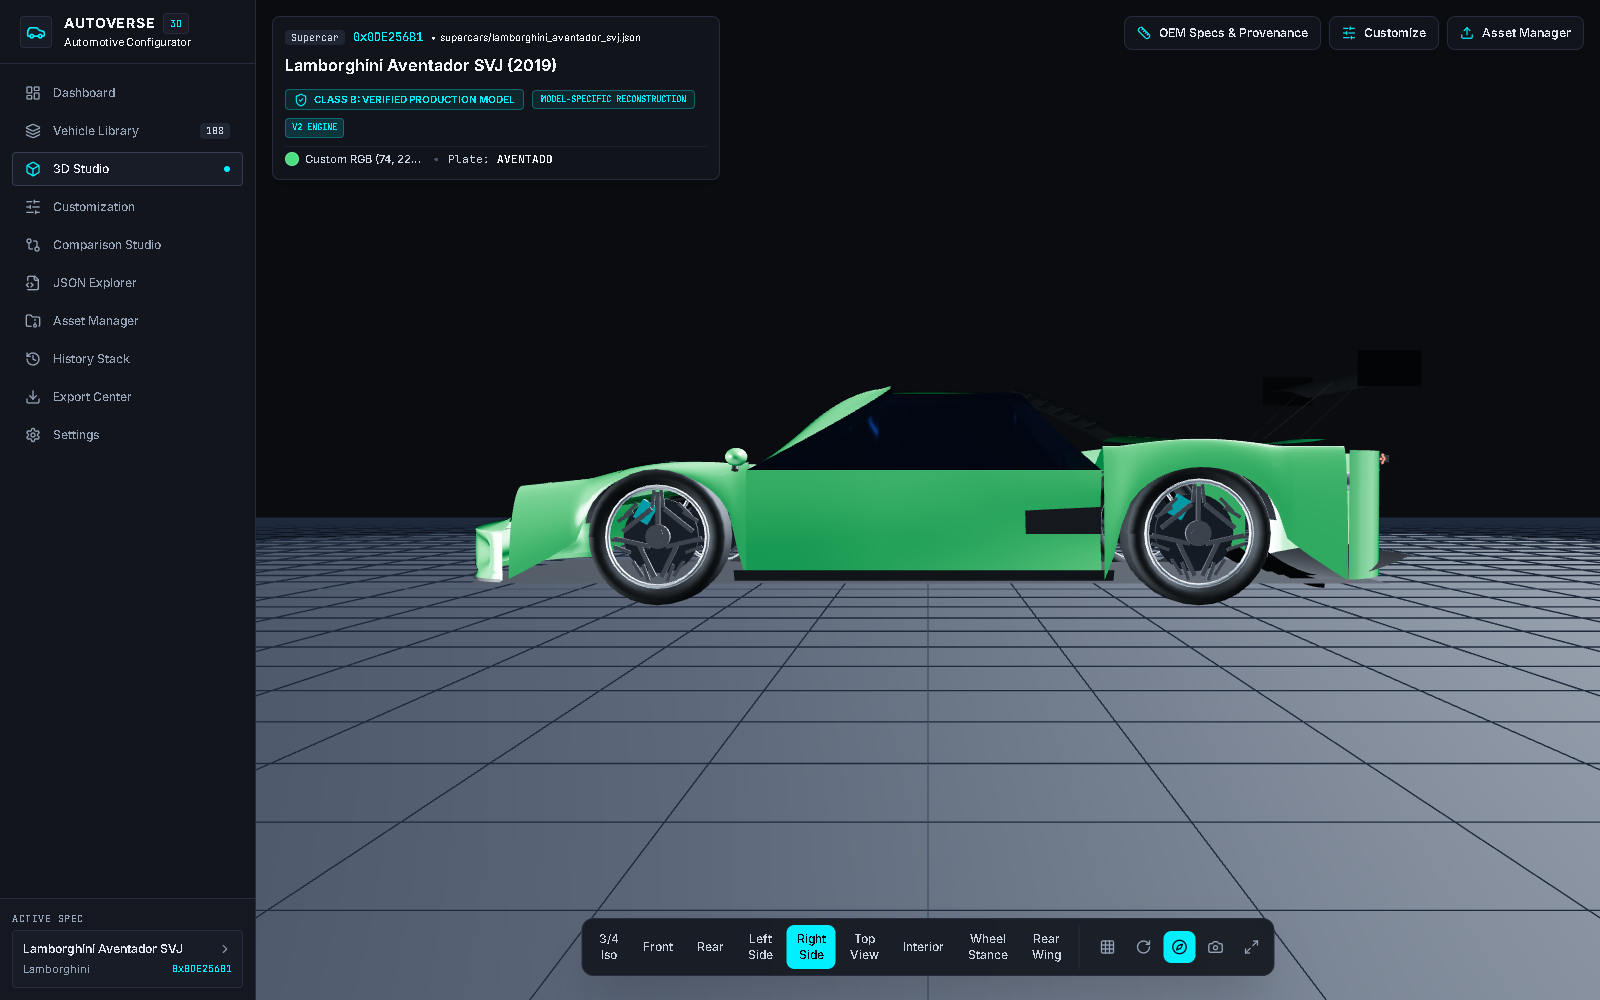 AUTOVERSE 3D
Automotive Configurator
Dashboard
Vehicle Library 188
3D Studio
Customization
Comparison Studio
JSON Explorer
Asset Manager
History Stack
Export Center
Settings
ACTIVE SPEC
Lamborghini Aventador SVJ
Lamborghini 0x0DE256B1
Supercar 0x0DE256B1 • supercars/lamborghini_aventador_svj.json
Lamborghini Aventador SVJ (2019)
CLASS B: VERIFIED PRODUCTION MODEL MODEL-SPECIFIC RECONSTRUCTION
V2 ENGINE
Custom RGB (74, 22... • Plate: AVENTADO
OEM Specs & Provenance
Customize
Asset Manager
3/4 Iso
Front
Rear
Left Side
Right Side
Top View
Interior
Wheel Stance
Rear Wing